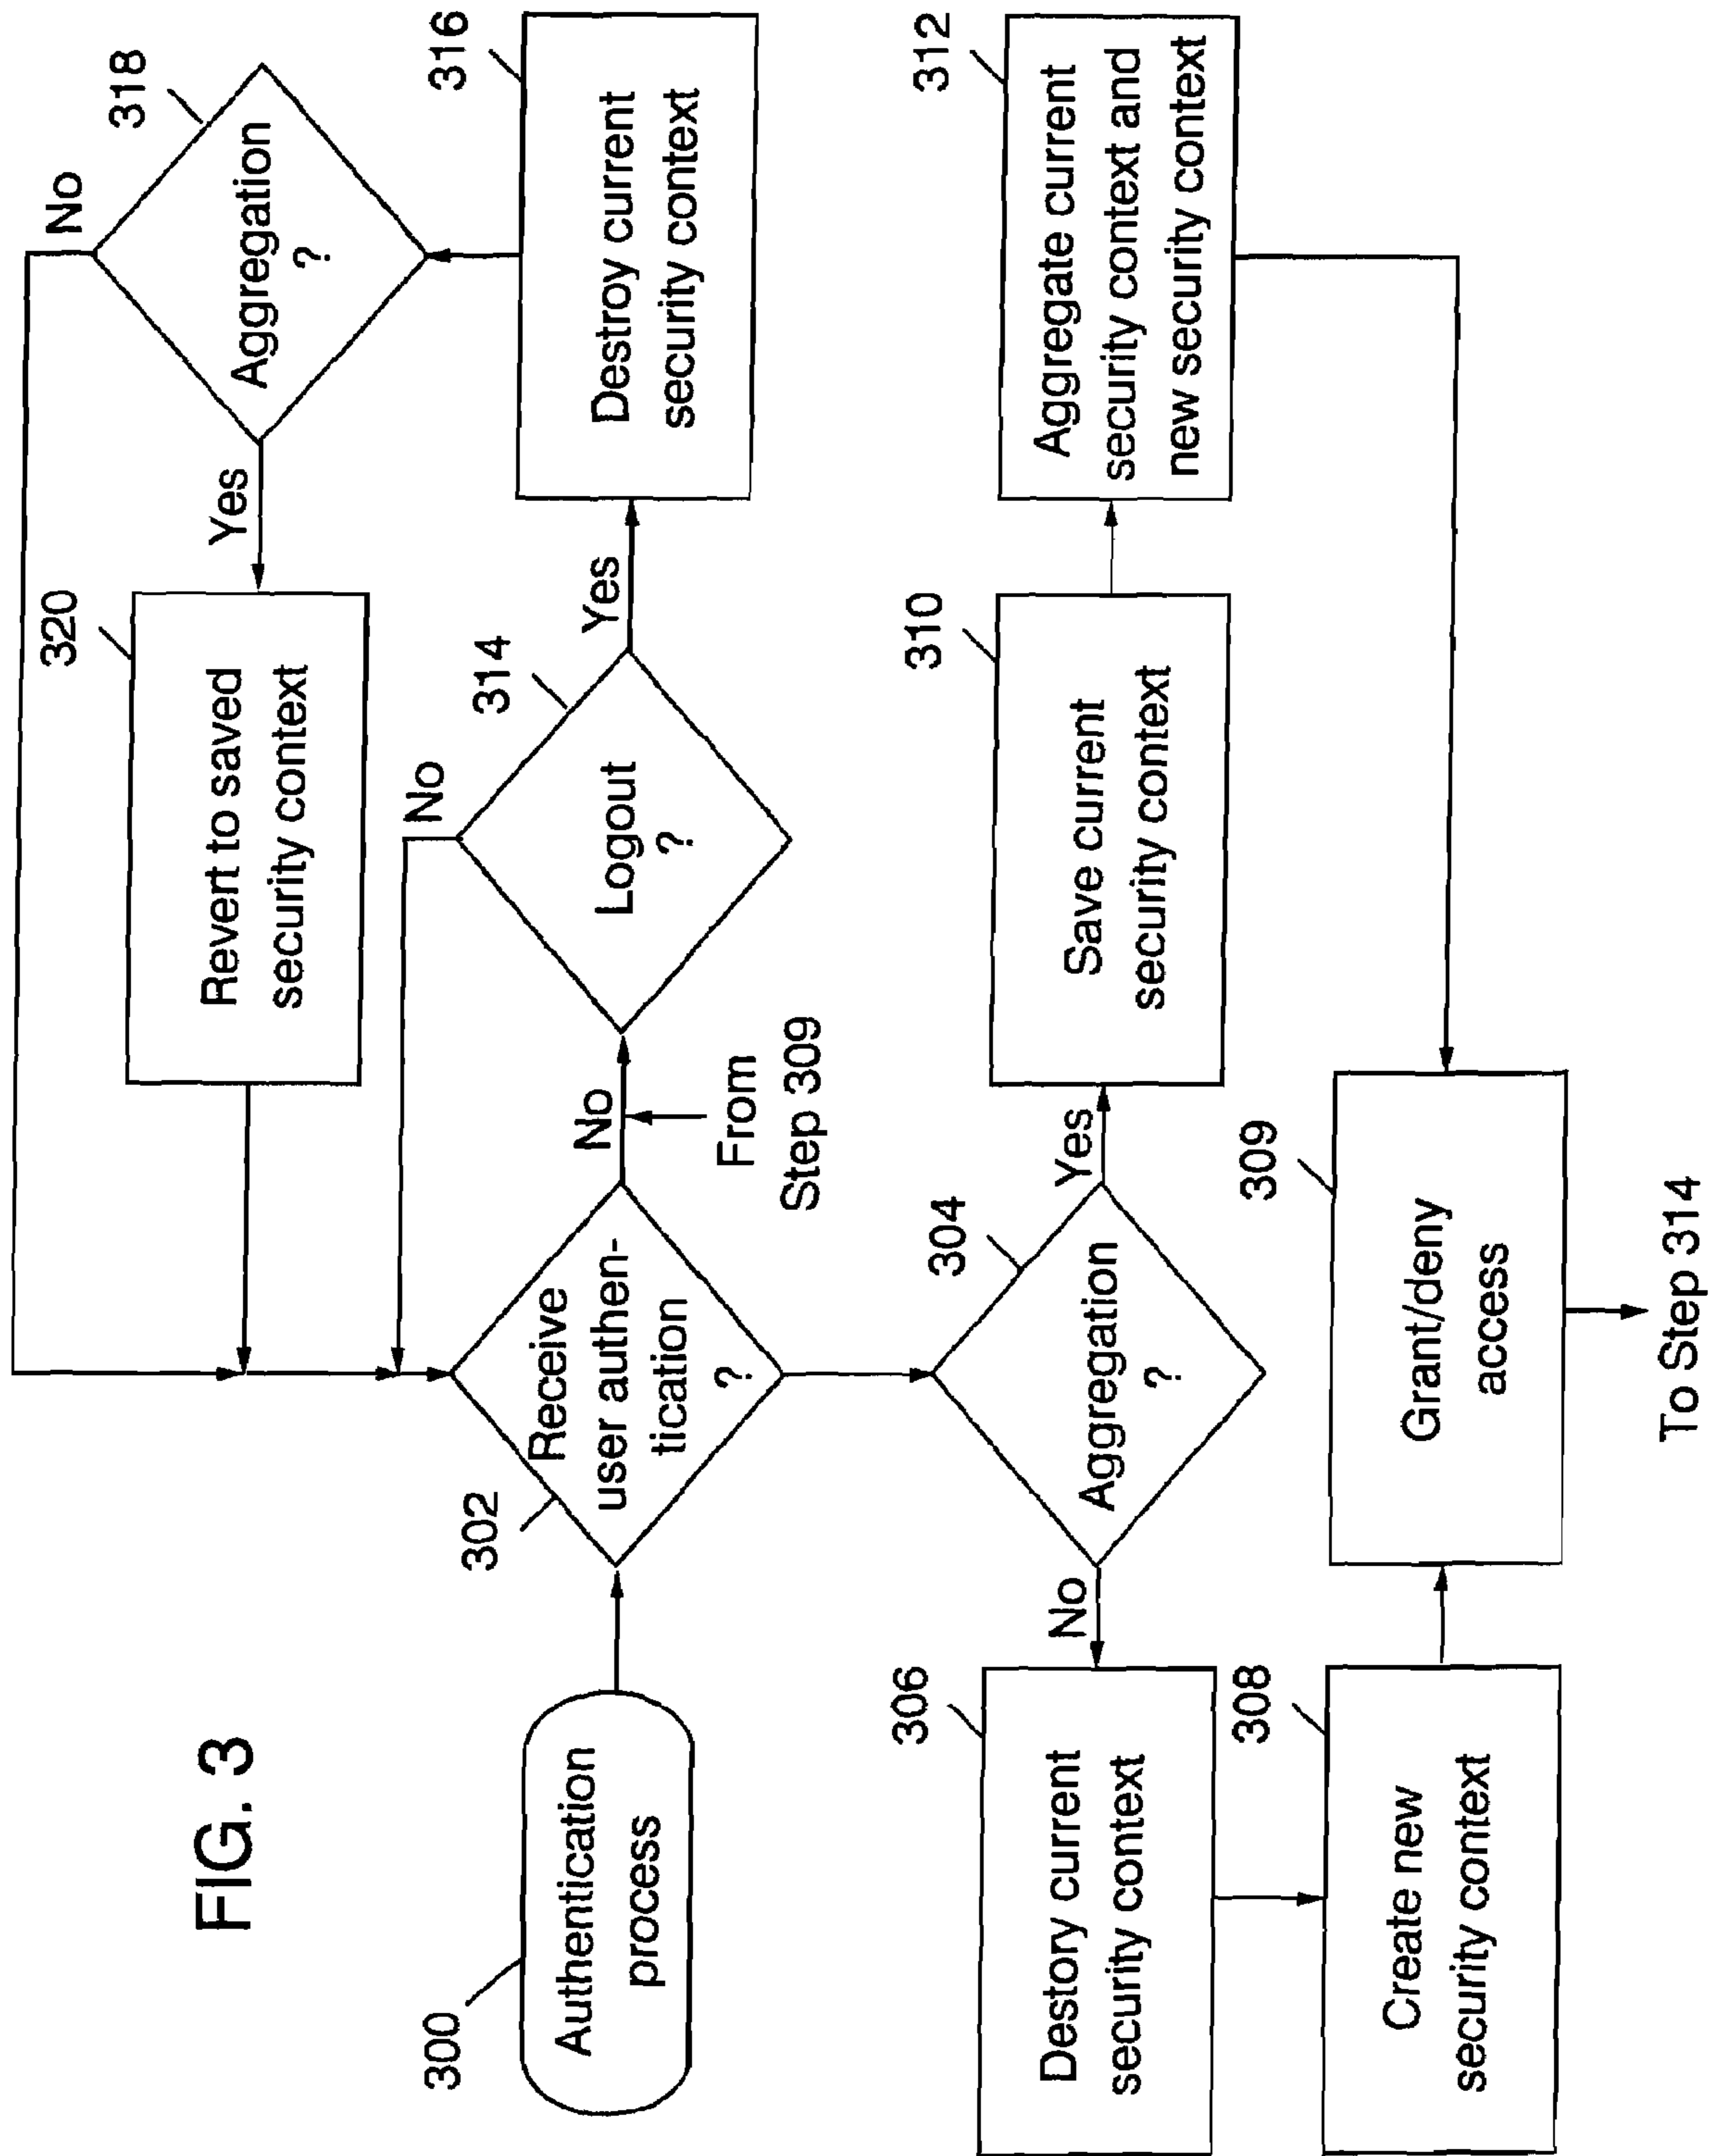 FIG. 3
300
Authentication
process
302
Receive
user authen-
tication
?
No
From
Step 309
314
Logout
?
No
Yes
316
Destroy current
security context
318
Aggregation
?
No
Yes
320
Revert to saved
security context
304
Aggregation
?
No
Yes
306
Destory current
security context
308
Create new
security context
310
Save current
security context
312
Aggregate current
security context and
new security context
309
Grant/deny
access
To Step 314